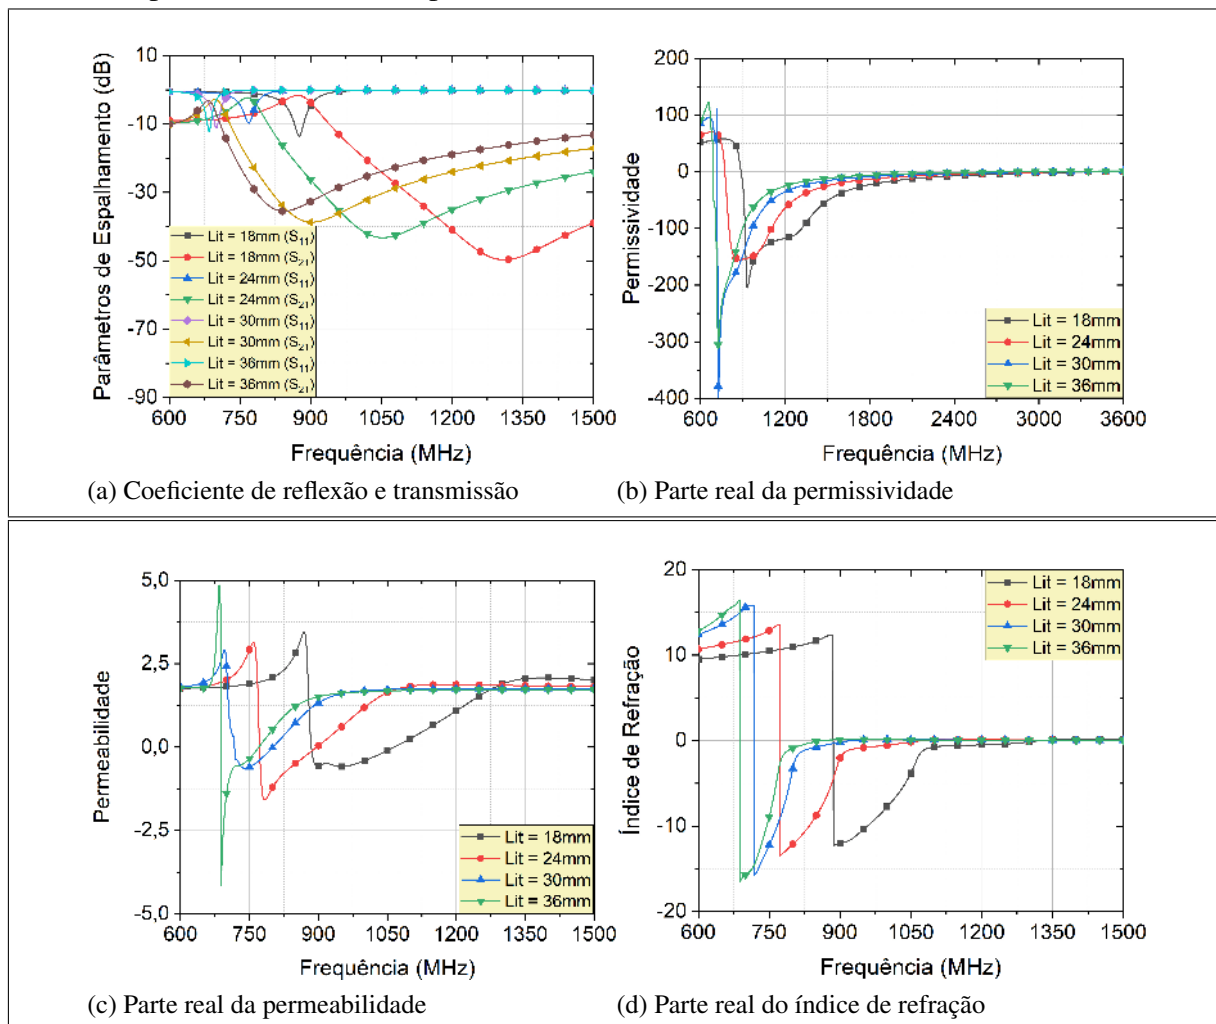 10
-10
-30
-50
-70
-90
Parâmetros de Espalhamento (dB)
Lit = 18mm (S11)
Lit = 18mm (S21)
Lit = 24mm (S11)
Lit = 24mm (S21)
Lit = 30mm (S11)
Lit = 30mm (S21)
Lit = 36mm (S11)
Lit = 36mm (S21)
600 750 900 1050 1200 1350 1500
Frequência (MHz)
(a) Coeficiente de reflexão e transmissão
200
100
0
-100
-200
-300
-400
Permissividade
Lit = 18mm
Lit = 24mm
Lit = 30mm
Lit = 36mm
600 1200 1800 2400 3000 3600
Frequência (MHz)
(b) Parte real da permissividade
5,0
2,5
0,0
-2,5
-5,0
Permeabilidade
Lit = 18mm
Lit = 24mm
Lit = 30mm
Lit = 36mm
600 750 900 1050 1200 1350 1500
Frequência (MHz)
(c) Parte real da permeabilidade
20
10
0
-10
-20
Índice de Refração
Lit = 18mm
Lit = 24mm
Lit = 30mm
Lit = 36mm
600 750 900 1050 1200 1350 1500
Frequência (MHz)
(d) Parte real do índice de refração